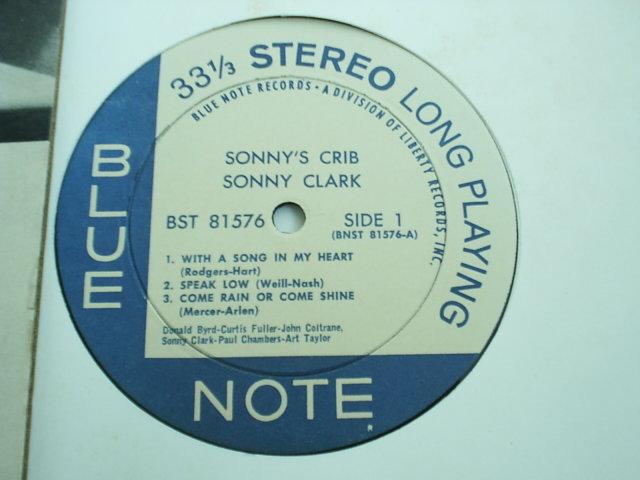 33⅓ STEREO LONG PLAYING
BLUE NOTE RECORDS • A DIVISION OF LIBERTY RECORDS, INC.
SONNY'S CRIB
SONNY CLARK
BST 81576 SIDE 1
(BNST 81576-A)
1. WITH A SONG IN MY HEART
(Rodgers-Hart)
2. SPEAK LOW (Weill-Nash)
3. COME RAIN OR COME SHINE
(Mercer-Arlen)
Donald Byrd-Curtis Fuller-John Coltrane,
Sonny Clark-Paul Chambers-Art Taylor
BLUE
NOTE